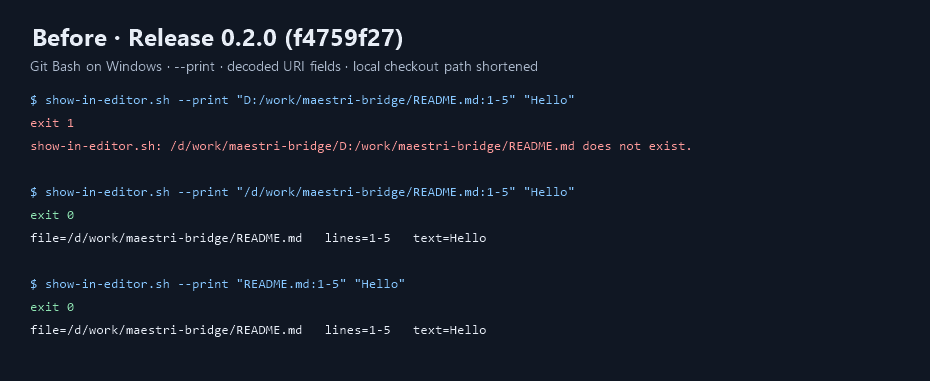 Before · Release 0.2.0 (f4759f27)
Git Bash on Windows · --print · decoded URI fields · local checkout path shortened
$ show-in-editor.sh --print "D:/work/maestri-bridge/README.md:1-5" "Hello"
exit 1
show-in-editor.sh: /d/work/maestri-bridge/D:/work/maestri-bridge/README.md does not exist.
$ show-in-editor.sh --print "/d/work/maestri-bridge/README.md:1-5" "Hello"
exit 0
file=/d/work/maestri-bridge/README.md   lines=1-5   text=Hello
$ show-in-editor.sh --print "README.md:1-5" "Hello"
exit 0
file=/d/work/maestri-bridge/README.md   lines=1-5   text=Hello